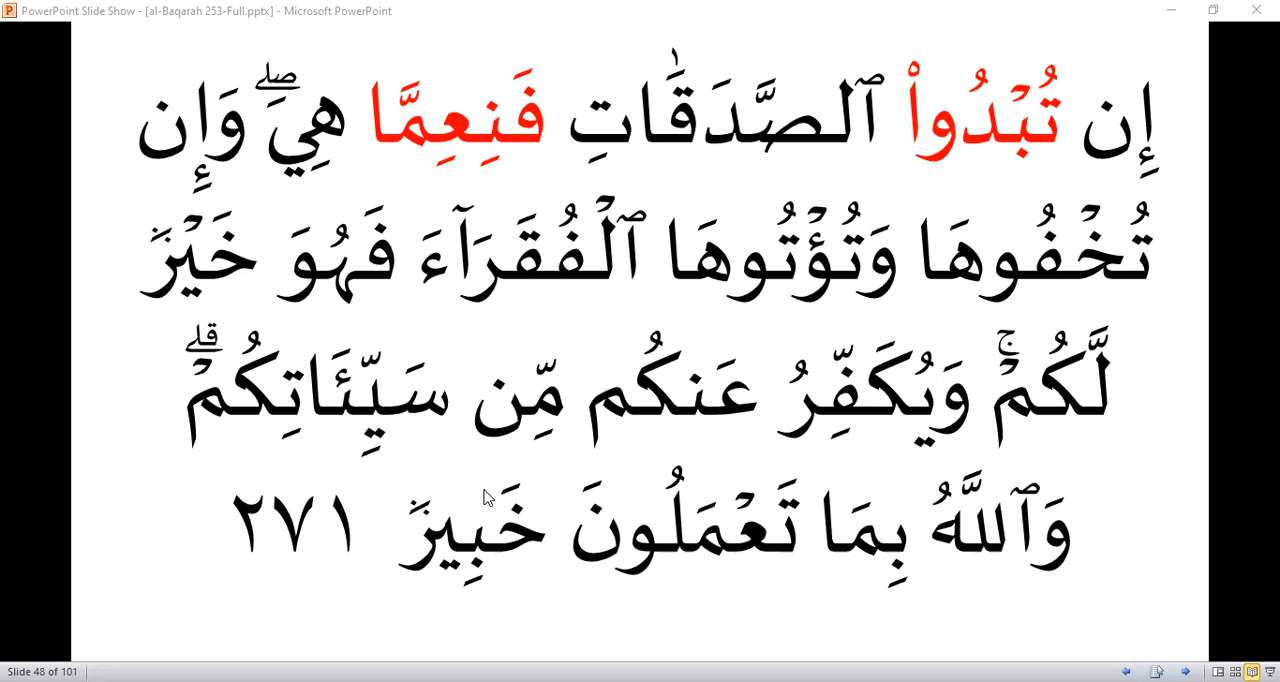 PowerPoint Slide Show - [al-Baqarah 253-Full.pptx] - Microsoft PowerPoint
إِن تُبْدُوا۟ ٱلصَّدَقَـٰتِ فَنِعِمَّا هِيَ ۖ وَإِن
تُخْفُوهَا وَتُؤْتُوهَا ٱلْفُقَرَآءَ فَهُوَ خَيْرٌ
لَّكُمْ ۚ وَيُكَفِّرُ عَنكُم مِّن سَيِّـَٔاتِكُمْ ۗ
وَٱللَّهُ بِمَا تَعْمَلُونَ خَبِيرٌ ٢٧١
Slide 48 of 101